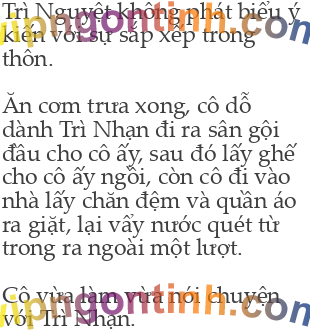 Trì Nguyệt không phát biểu ý
kiến với sự sắp xếp trong
thôn.
Ăn cơm trưa xong, cô dỗ
dành Trì Nhạn đi ra sân gội
đầu cho cô ấy, sau đó lấy ghế
cho cô ấy ngồi, còn cô đi vào
nhà lấy chăn đệm và quần áo
ra giặt, lại vẩy nước quét từ
trong ra ngoài một lượt.
Cô vừa làm vừa nói chuyện
với Trì Nhạn.
vipngontinh.com
vipngontinh.com